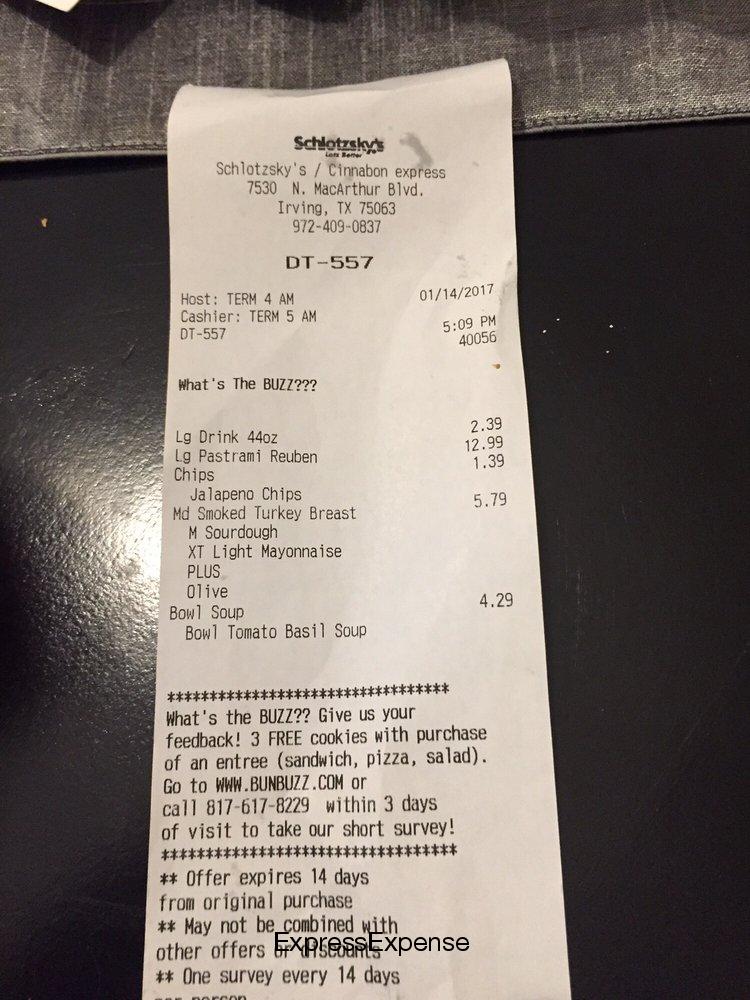 Schlotzsky's
Lotz Better
Schlotzsky's / Cinnabon express
7530 N. MacArthur Blvd.
Irving, TX 75063
972-409-0837
DT-557
Host: TERM 4 AM 01/14/2017
Cashier: TERM 5 AM 5:09 PM
DT-557 40056
What's The BUZZ???
Lg Drink 44oz 2.39
Lg Pastrami Reuben 12.99
Chips 1.39
Jalapeno Chips
Md Smoked Turkey Breast 5.79
M Sourdough
XT Light Mayonnaise
PLUS
Olive
Bowl Soup 4.29
Bowl Tomato Basil Soup
*********************************
What's the BUZZ?? Give us your
feedback! 3 FREE cookies with purchase
of an entree (sandwich, pizza, salad).
Go to WWW.BUNBUZZ.COM or
call 817-617-8229 within 3 days
of visit to take our short survey!
*********************************
** Offer expires 14 days
from original purchase
** May not be combined with
other offers or discounts
ExpressExpense
** One survey every 14 days
per person